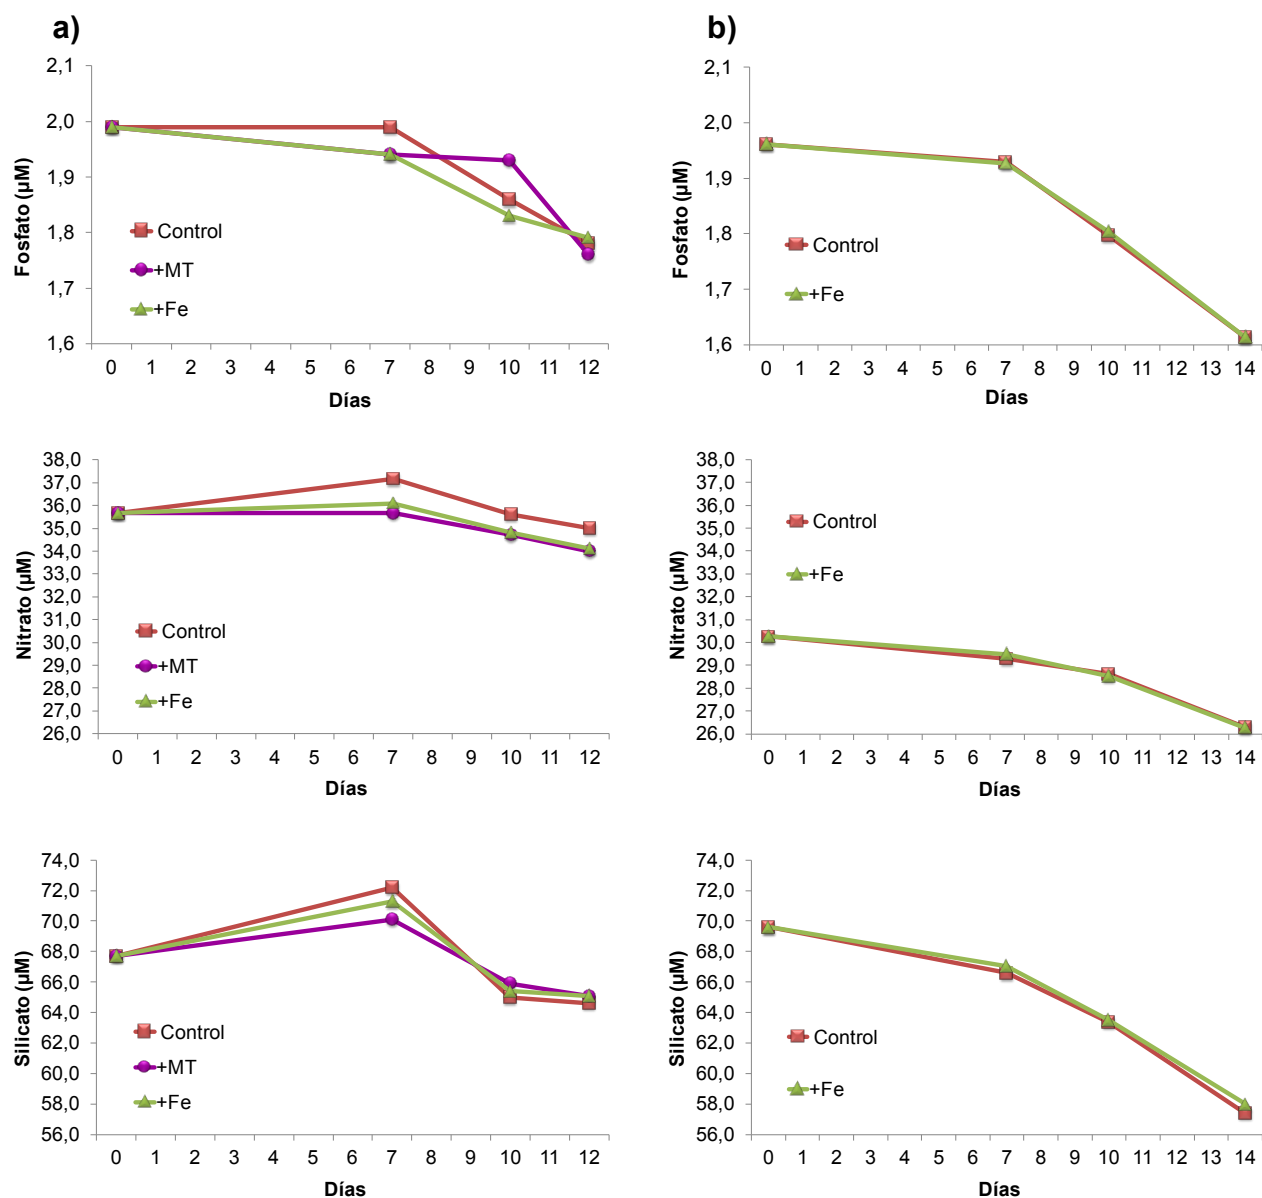 a)
2,1
2,0
1,9
1,8
1,7
1,6
Fosfato (µM)
Control
+MT
+Fe
0 1 2 3 4 5 6 7 8 9 10 11 12
Días
b)
2,1
2,0
1,9
1,8
1,7
1,6
Fosfato (µM)
Control
+Fe
0 1 2 3 4 5 6 7 8 9 10 11 12 13 14
Días
38,0
37,0
36,0
35,0
34,0
33,0
32,0
31,0
30,0
29,0
28,0
27,0
26,0
Nitrato (µM)
Control
+MT
+Fe
0 1 2 3 4 5 6 7 8 9 10 11 12
Días
38,0
37,0
36,0
35,0
34,0
33,0
32,0
31,0
30,0
29,0
28,0
27,0
26,0
Nitrato (µM)
Control
+Fe
0 1 2 3 4 5 6 7 8 9 10 11 12 13 14
Días
74,0
72,0
70,0
68,0
66,0
64,0
62,0
60,0
58,0
56,0
Silicato (µM)
Control
+MT
+Fe
0 1 2 3 4 5 6 7 8 9 10 11 12
Días
74,0
72,0
70,0
68,0
66,0
64,0
62,0
60,0
58,0
56,0
Silicato (µM)
Control
+Fe
0 1 2 3 4 5 6 7 8 9 10 11 12 13 14
Días